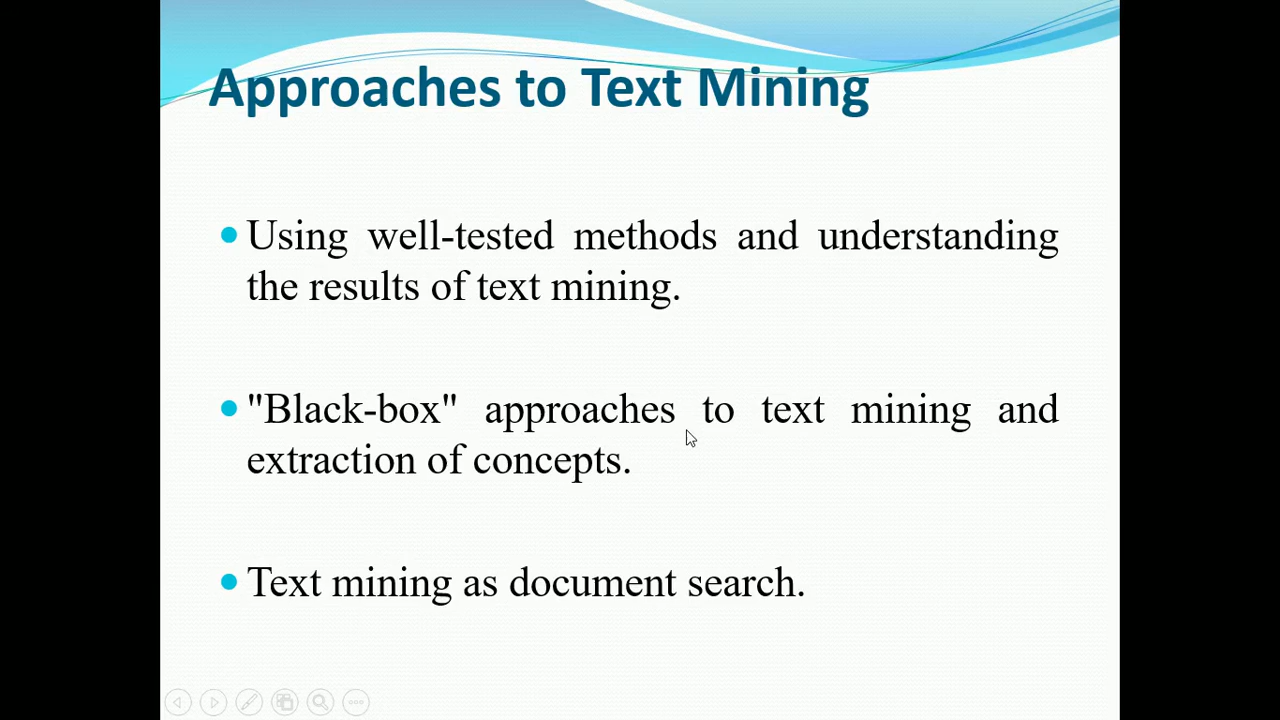 Approaches to Text Mining
Using well-tested methods and understanding
the results of text mining.
"Black-box" approaches to text mining and
extraction of concepts.
Text mining as document search.